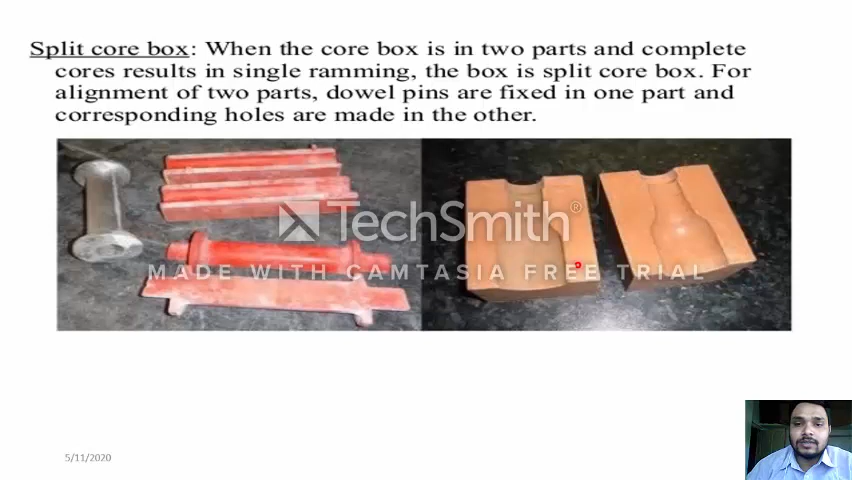 Split core box: When the core box is in two parts and complete
cores results in single ramming, the box is split core box. For
alignment of two parts, dowel pins are fixed in one part and
corresponding holes are made in the other.
TechSmith®
MADE WITH CAMTASIA FREE TRIAL
5/11/2020